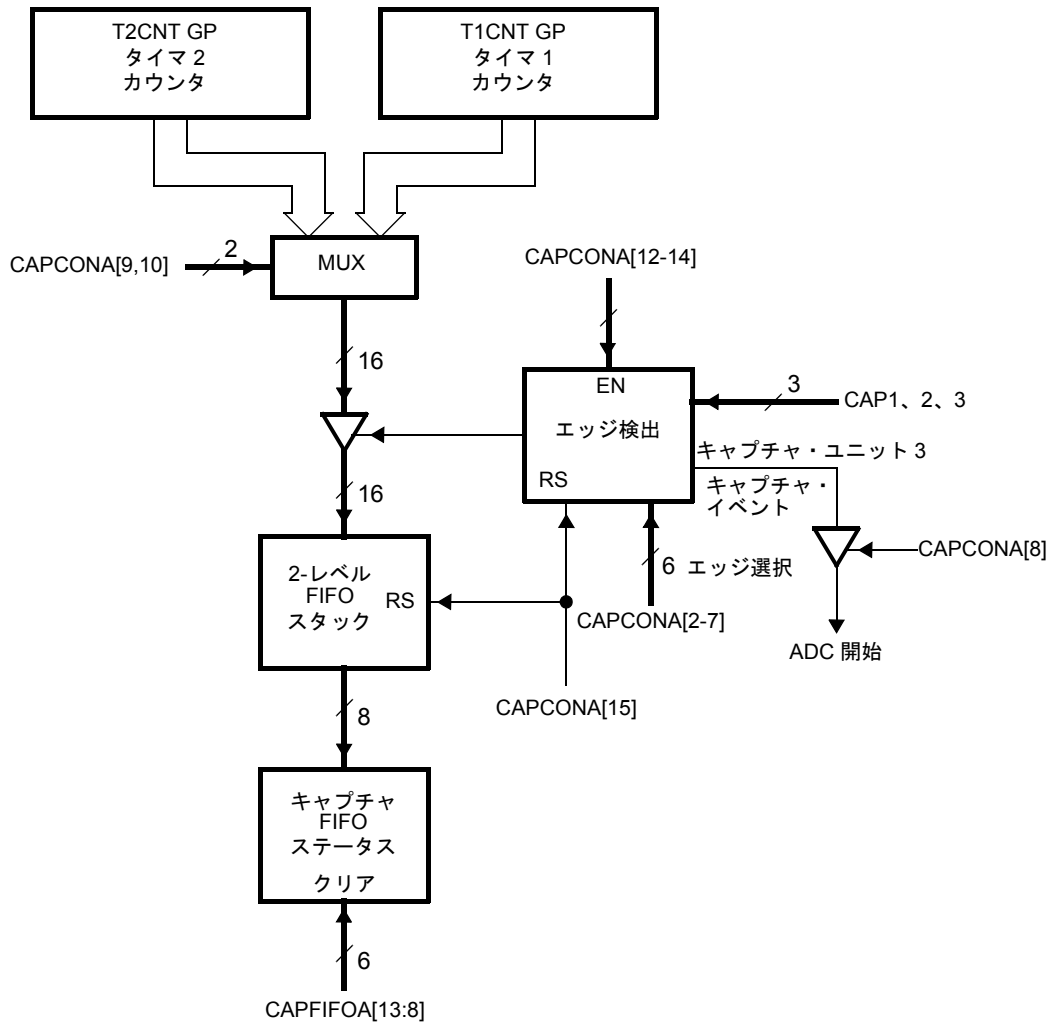 T2CNT GP
タイマ 2
カウンタ
T1CNT GP
タイマ 1
カウンタ
CAPCONA[9,10]
2
MUX
CAPCONA[12-14]
16
EN
3
CAP1、2、3
エッジ検出
キャプチャ・ユニット 3
RS
キャプチャ・
イベント
16
CAPCONA[8]
2-レベル
FIFO
スタック
RS
6 エッジ選択
CAPCONA[2-7]
ADC 開始
CAPCONA[15]
8
キャプチャ
FIFO
ステータス
クリア
6
CAPFIFOA[13:8]